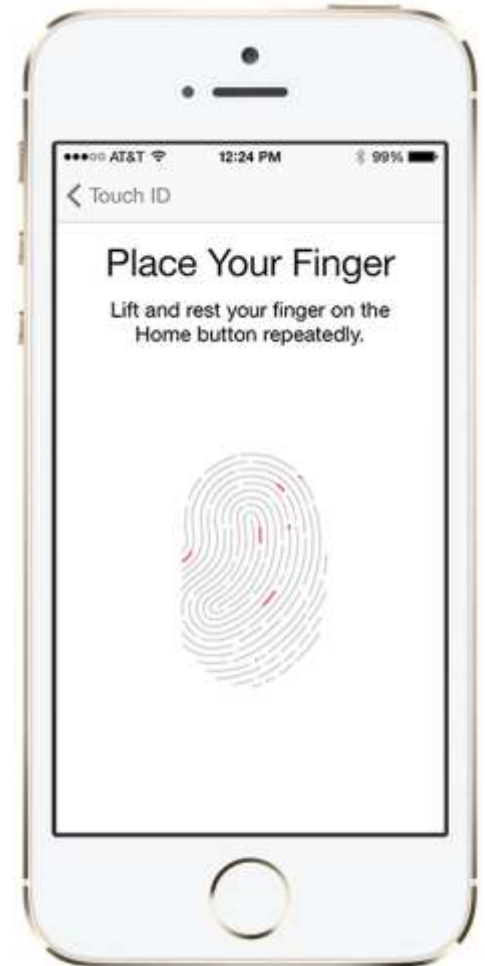 AT&T 12:24 PM 99%
Touch ID
Place Your Finger
Lift and rest your finger on the
Home button repeatedly.